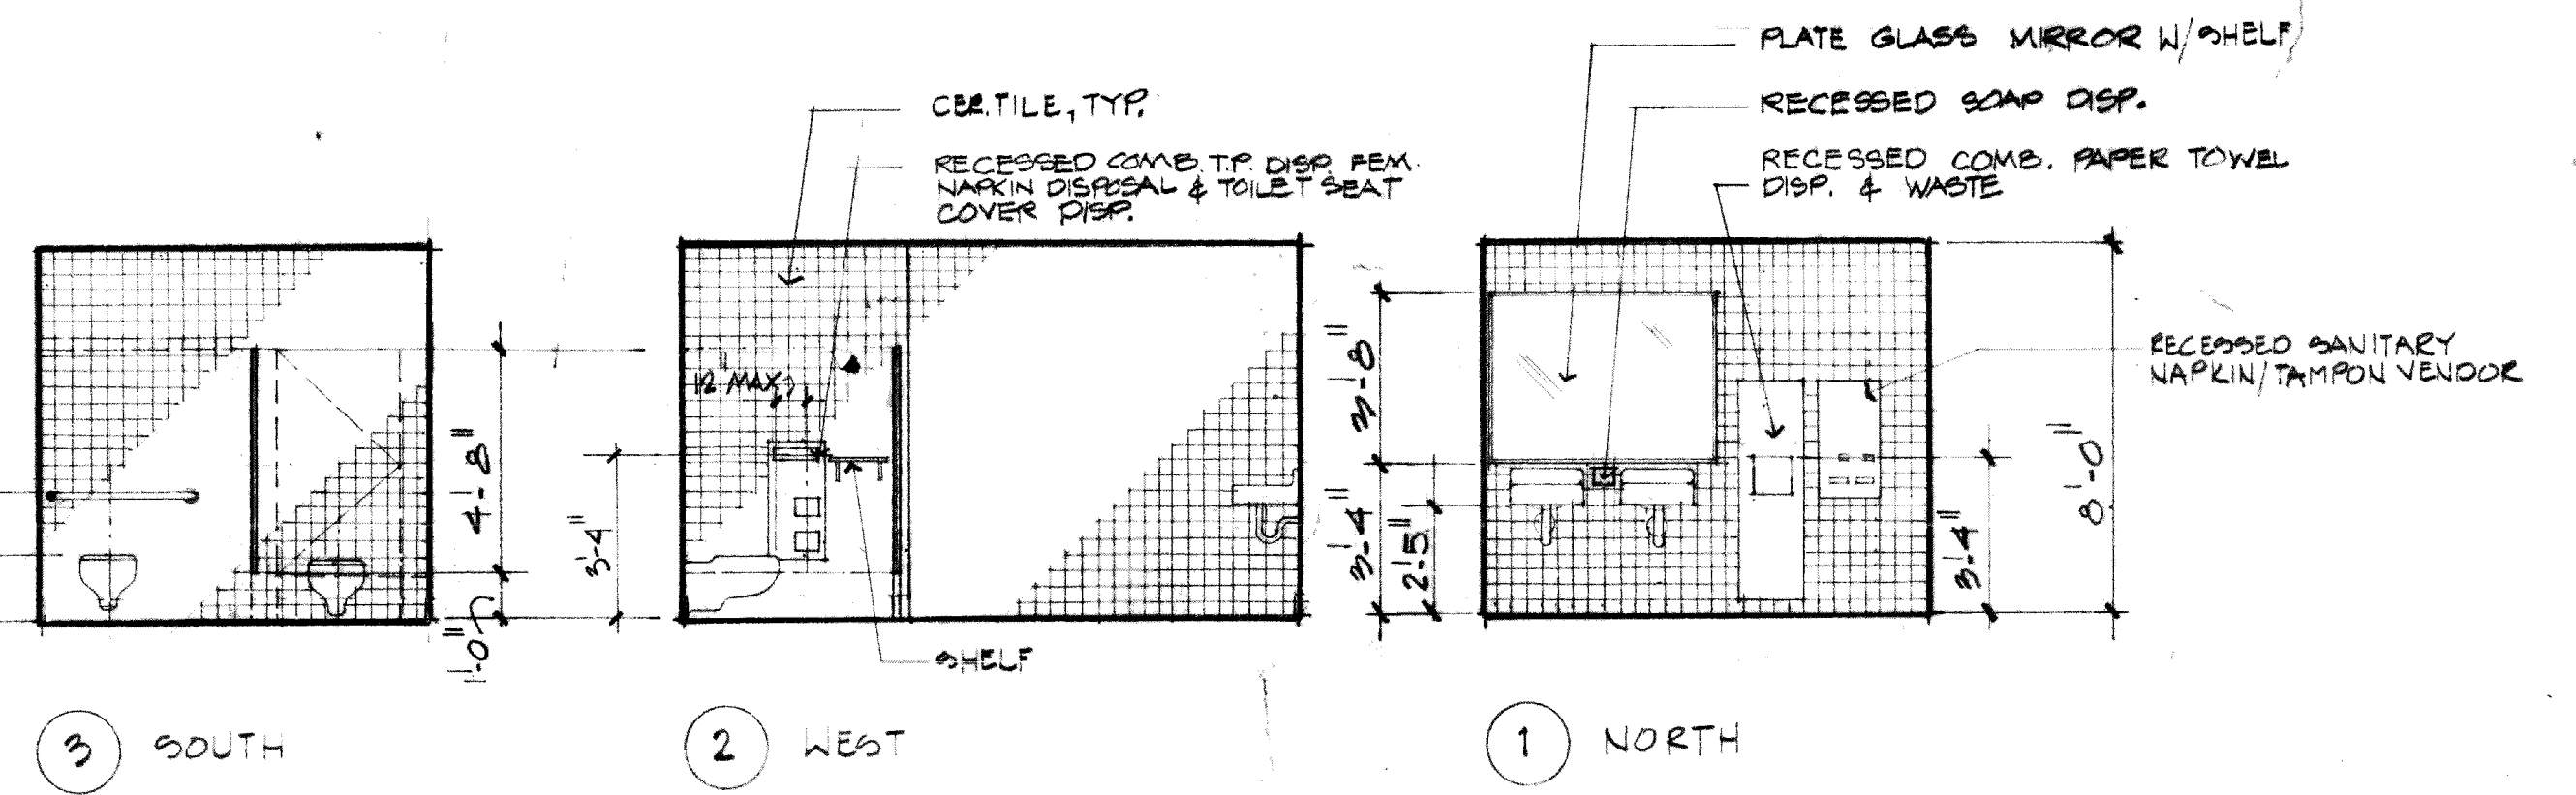 PLATE GLASS MIRROR W/SHELF
CER. TILE, TYP.
RECESSED SOAP DISP.
RECESSED COMB. T.P. DISP. FEM.
NAPKIN DISPOSAL & TOILET SEAT
COVER DISP.
RECESSED COMB. PAPER TOWEL
DISP. & WASTE
RECESSED SANITARY
NAPKIN/TAMPON VENDOR
12" MAX.
4'-8"
1'-0"
3'-4"
3'-8"
3'-4"
2'-5"
3'-4"
8'-0"
SHELF
3 SOUTH
2 WEST
1 NORTH